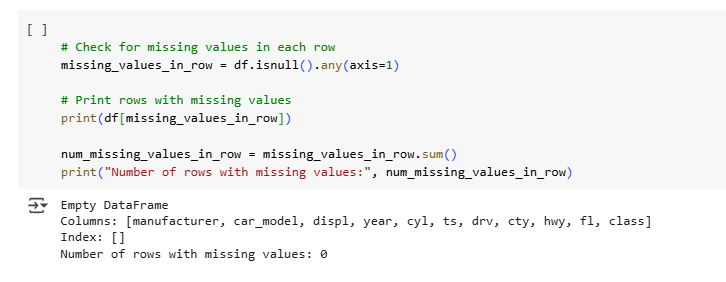 [ ]
# Check for missing values in each row
missing_values_in_row = df.isnull().any(axis=1)
# Print rows with missing values
print(df[missing_values_in_row])
num_missing_values_in_row = missing_values_in_row.sum()
print("Number of rows with missing values:", num_missing_values_in_row)
Empty DataFrame
Columns: [manufacturer, car_model, displ, year, cyl, ts, drv, cty, hwy, fl, class]
Index: []
Number of rows with missing values: 0